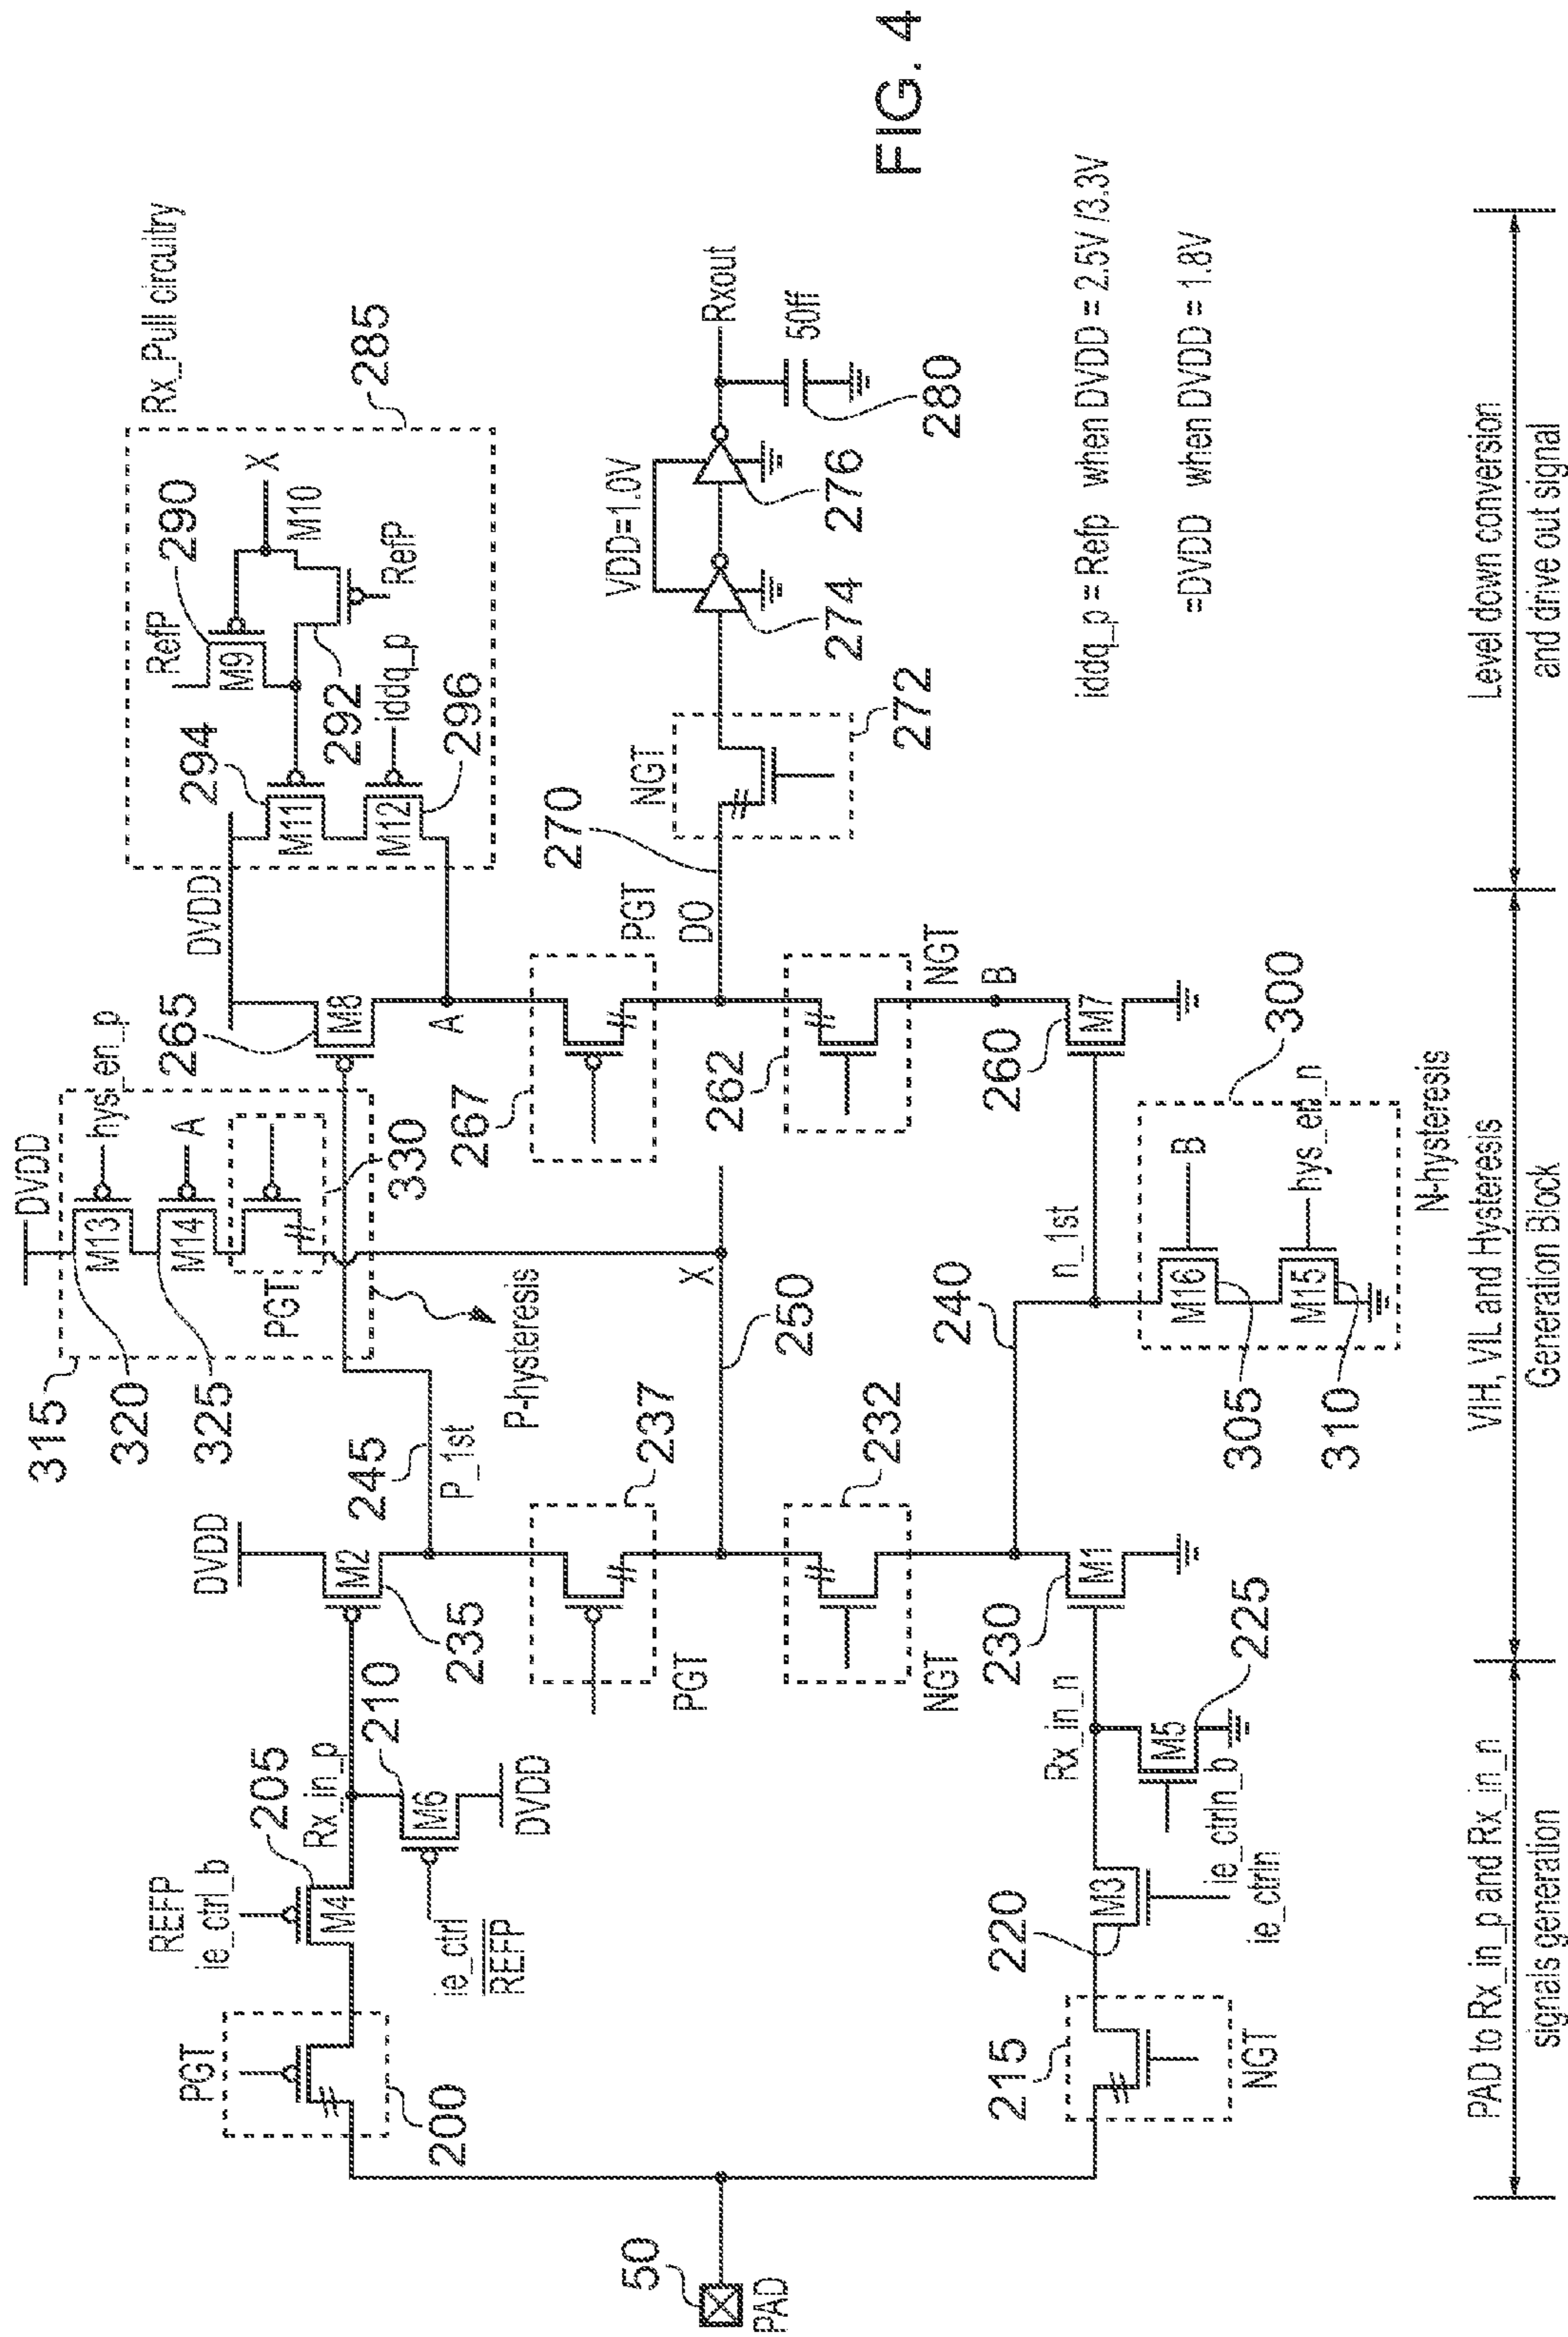 FIG. 4
Rx_Pull circuitry
285
RefP
290
X
M9
M10
294
M11
292
RefP
iddq_p
M12
296
DVDD
DVDD
M13
hys_en_p
M14
A
PGT
315
320
325
330
P-hysteresis
265
M8
A
267
PGT
270
DO
262
NGT
B
260
M7
NGT
272
VDD=1.0V
274
276
Rxout
50ff
280
iddq_p = Refp when DVDD = 2.5V /3.3V
=DVDD when DVDD = 1.8V
DVDD
M2
235
245
P_1st
237
PGT
X
250
232
NGT
240
n_1st
230
M1
B
M16
hys_en_n
M15
305
310
300
N-hysteresis
REFP
ie_ctrl_b
205
M4
Rx_in_p
210
M6
DVDD
ie_ctrl
REFP
PGT
200
Rx_in_n
M5
225
ie_ctrln_b
M3
220
ie_ctrln
215
NGT
50
PAD
PAD to Rx_in_p and Rx_in_n
signals generation
VIH, VIL and Hysteresis
Generation Block
Level down conversion
and drive out signal